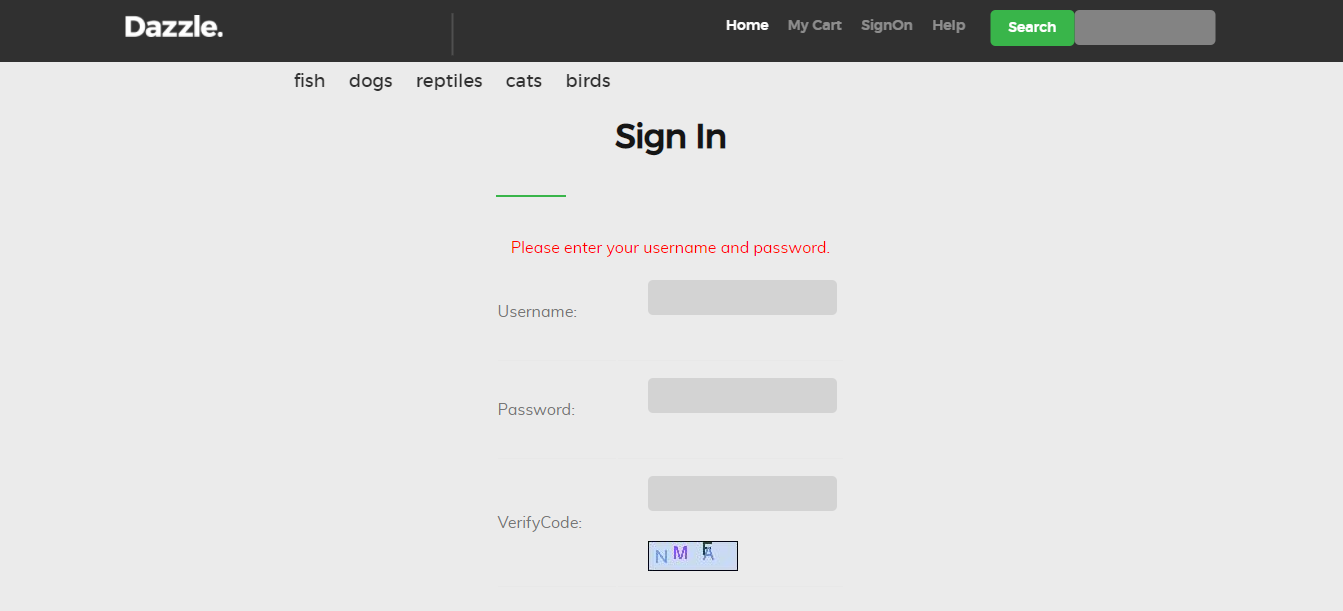 Dazzle.
Home My Cart SignOn Help Search
fish dogs reptiles cats birds
Sign In
Please enter your username and password.
Username:
Password:
VerifyCode:
N M F A